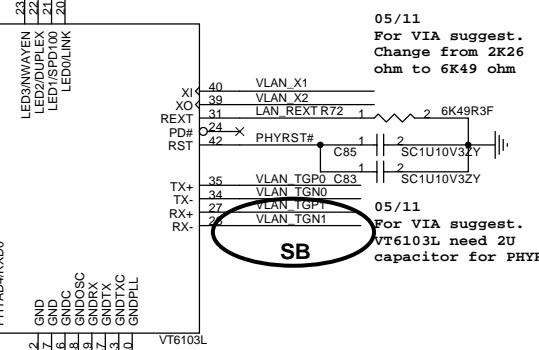 23
22
21
20
LED3/NWAYEN
LED2/DUPLEX
LED1/SPD100
LED0/LINK
05/11
For VIA suggest.
Change from 2K26
ohm to 6K49 ohm
XI 40 VLAN_X1
XO 39 VLAN_X2
REXT 31 LAN_REXT R72 1 2 6K49R3F
PD# 24
RST 42 PHYRST# 1 2
C85 SC1U10V3ZY
1 2
C83 SC1U10V3ZY
TX+ 35 VLAN_TGP0
TX- 34 VLAN_TGN0
RX+ 27 VLAN_TGP1
RX- VLAN_TGN1
SB
05/11
For VIA suggest.
VT6103L need 2U
capacitor for
GND
GND
GNDC
GNDOSC
GNDRX
GNDTX
GNDTXC
GNDPLL
VT6103L